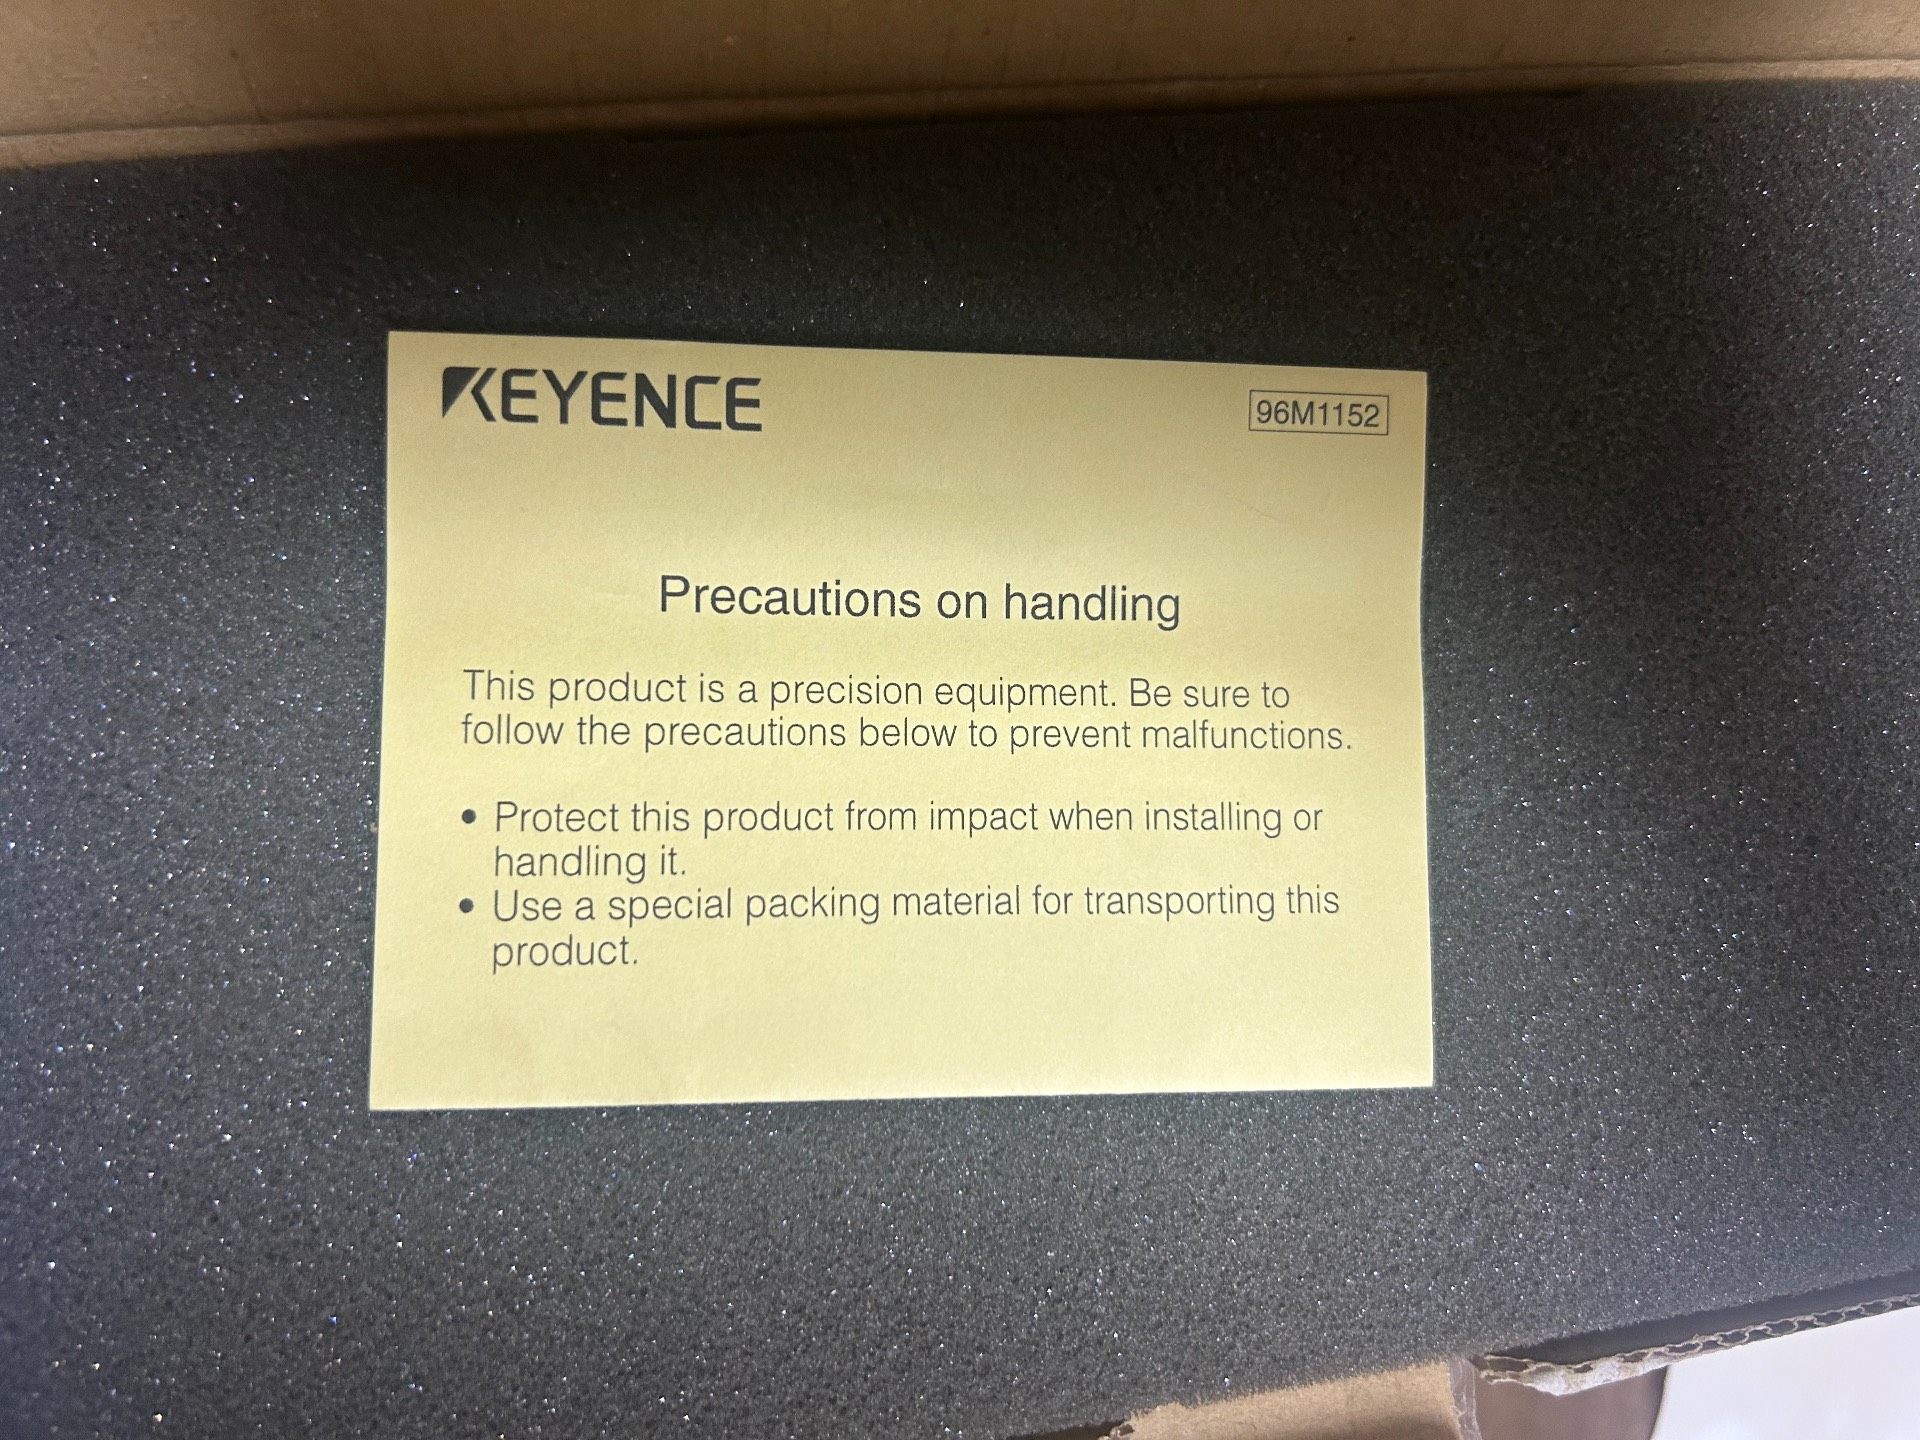 KEYENCE
96M1152
Precautions on handling
This product is a precision equipment. Be sure to
follow the precautions below to prevent malfunctions.
• Protect this product from impact when installing or
handling it.
• Use a special packing material for transporting this
product.